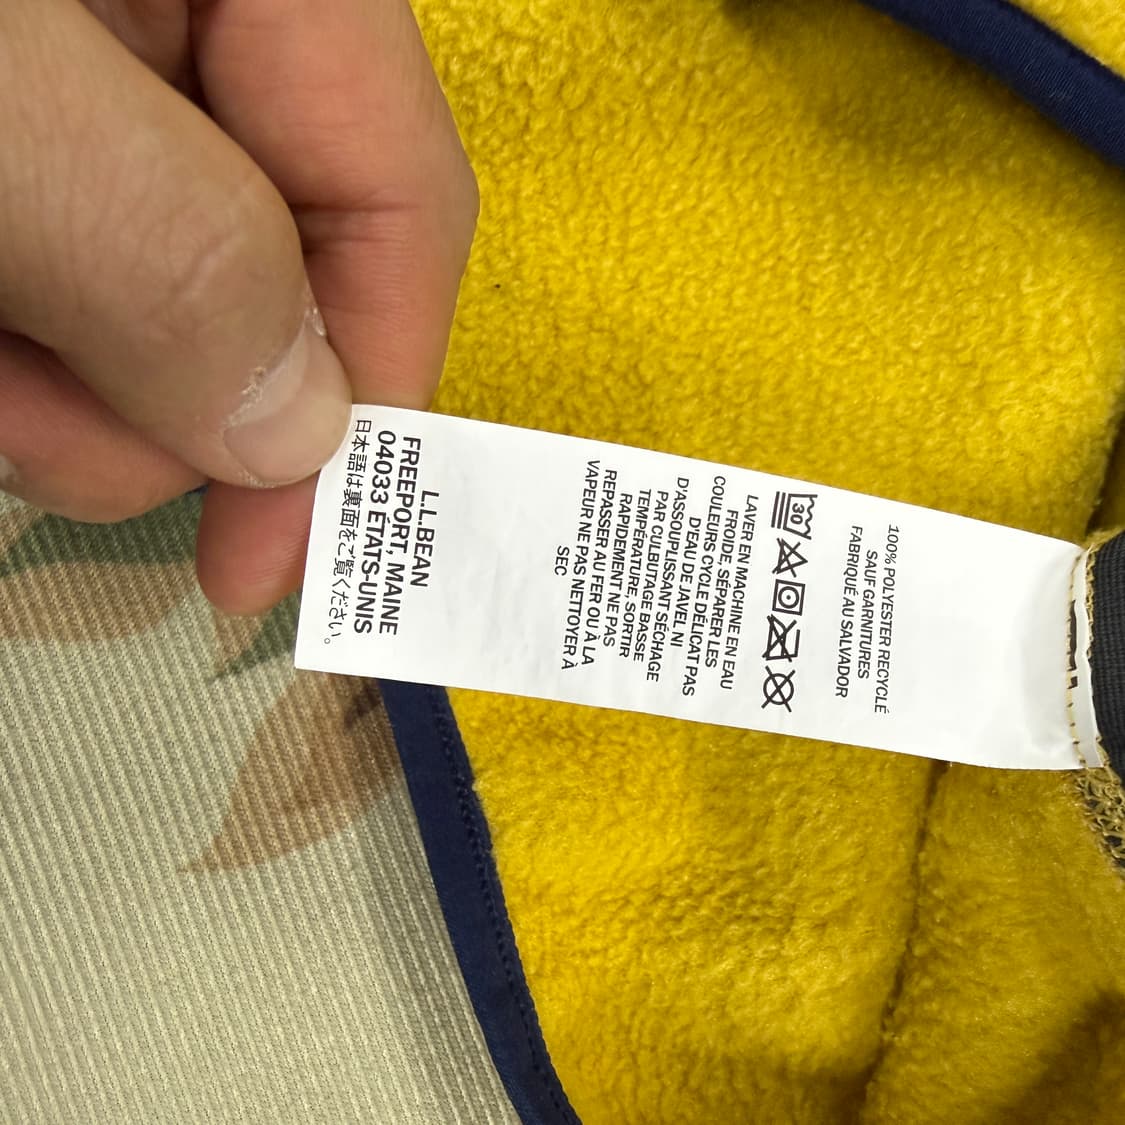 100% POLYESTER RECYCLÉ
SAUF GARNITURES
FABRIQUÉ AU SALVADOR
30
LAVER EN MACHINE EN EAU
FROIDE, SÉPARER LES
COULEURS CYCLE DÉLICAT PAS
D'EAU DE JAVEL NI
D'ASSOUPLISSANT SÉCHAGE
PAR CULBUTAGE BASSE
TEMPÉRATURE, SORTIR
RAPIDEMENT NE PAS
REPASSER AU FER OU À LA
VAPEUR NE PAS NETTOYER À
SEC
L.L.BEAN
FREEPORT, MAINE
04033 ÉTATS-UNIS
日本語は裏面をご覧ください。